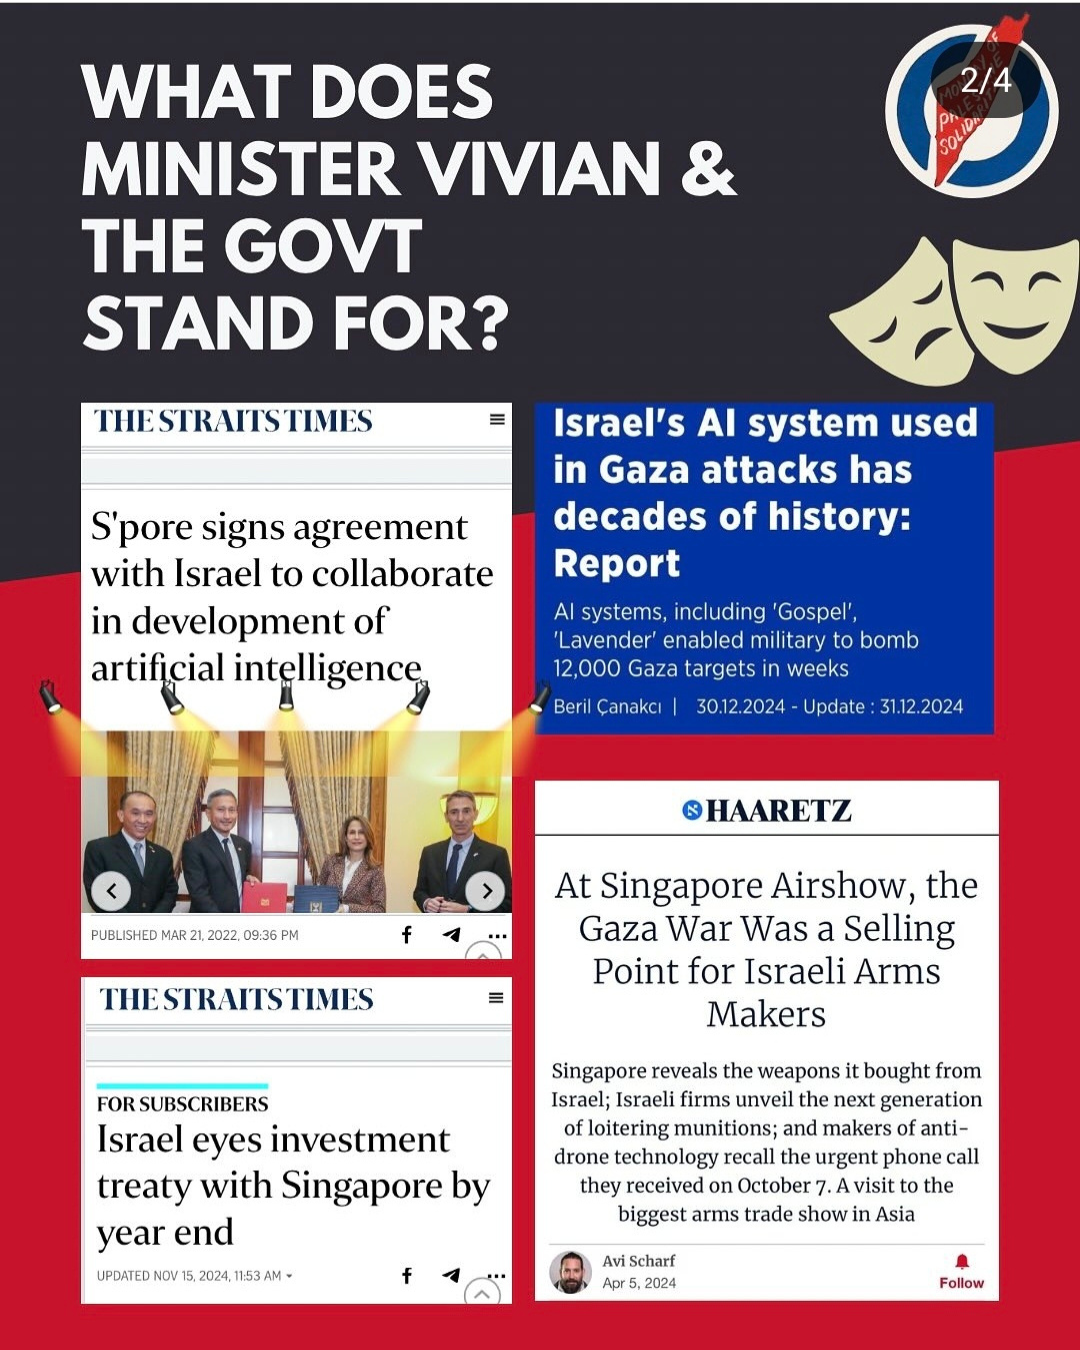 WHAT DOES
MINISTER VIVIAN &
THE GOVT
STAND FOR?
2/4
THE STRAITS TIMES
S'pore signs agreement
with Israel to collaborate
in development of
artificial intelligence
PUBLISHED MAR 21, 2022, 09:36 PM
THE STRAITS TIMES
FOR SUBSCRIBERS
Israel eyes investment
treaty with Singapore by
year end
UPDATED NOV 15, 2024, 11:53 AM
Israel's AI system used
in Gaza attacks has
decades of history:
Report
AI systems, including 'Gospel',
'Lavender' enabled military to bomb
12,000 Gaza targets in weeks
Beril Çanakcı | 30.12.2024 - Update : 31.12.2024
HAARETZ
At Singapore Airshow, the
Gaza War Was a Selling
Point for Israeli Arms
Makers
Singapore reveals the weapons it bought from
Israel; Israeli firms unveil the next generation
of loitering munitions; and makers of anti-
drone technology recall the urgent phone call
they received on October 7. A visit to the
biggest arms trade show in Asia
Avi Scharf
Apr 5, 2024
Follow